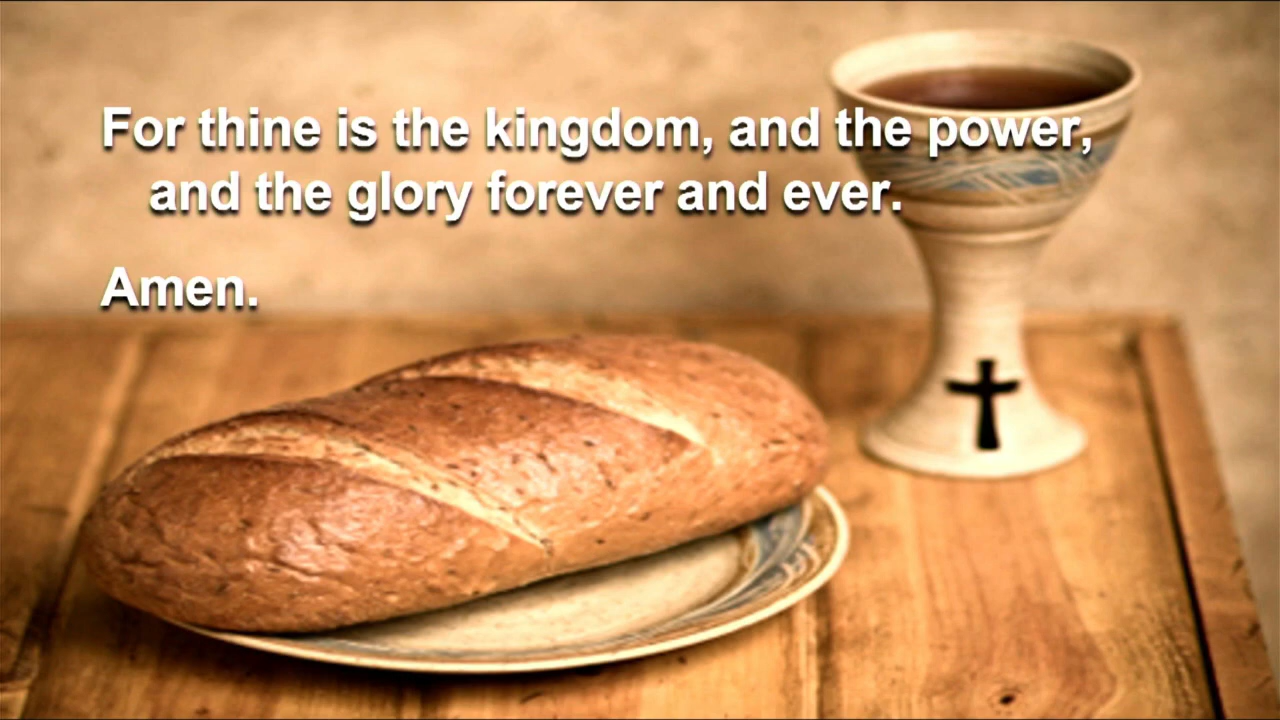 For thine is the kingdom, and the power,
and the glory forever and ever.
Amen.